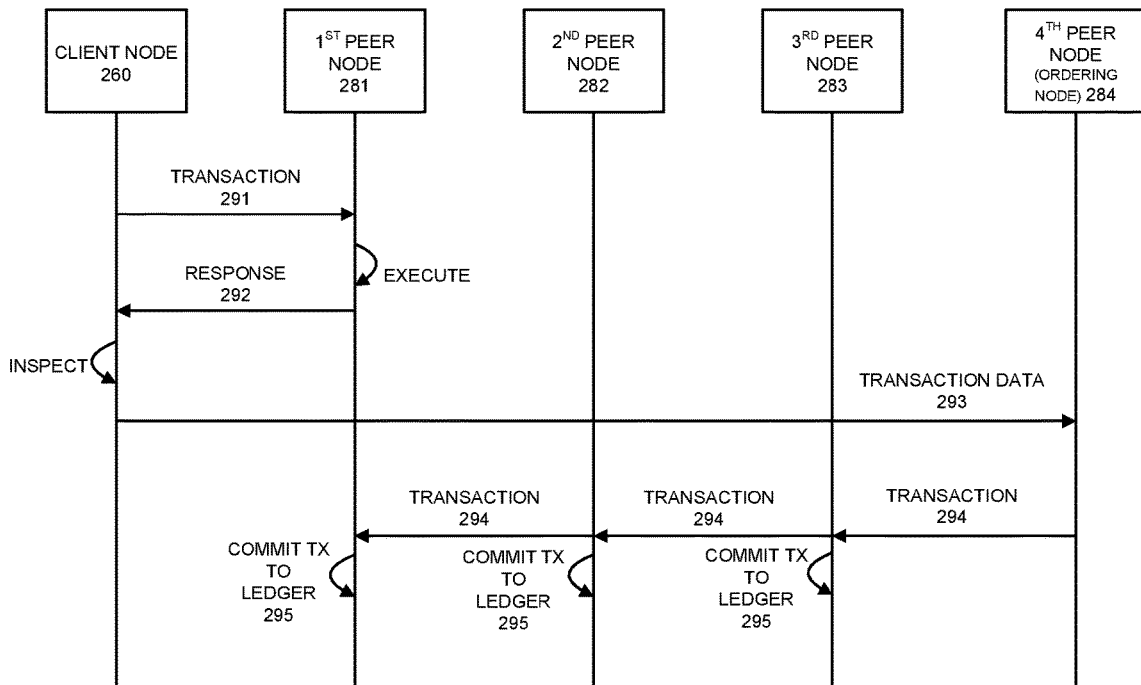 CLIENT NODE
260
1ST PEER
NODE
281
2ND PEER
NODE
282
3RD PEER
NODE
283
4TH PEER
NODE
(ORDERING
NODE) 284
TRANSACTION
291
EXECUTE
RESPONSE
292
INSPECT
TRANSACTION DATA
293
TRANSACTION
294
TRANSACTION
294
TRANSACTION
294
COMMIT TX
TO
LEDGER
295
COMMIT TX
TO
LEDGER
295
COMMIT TX
TO
LEDGER
295